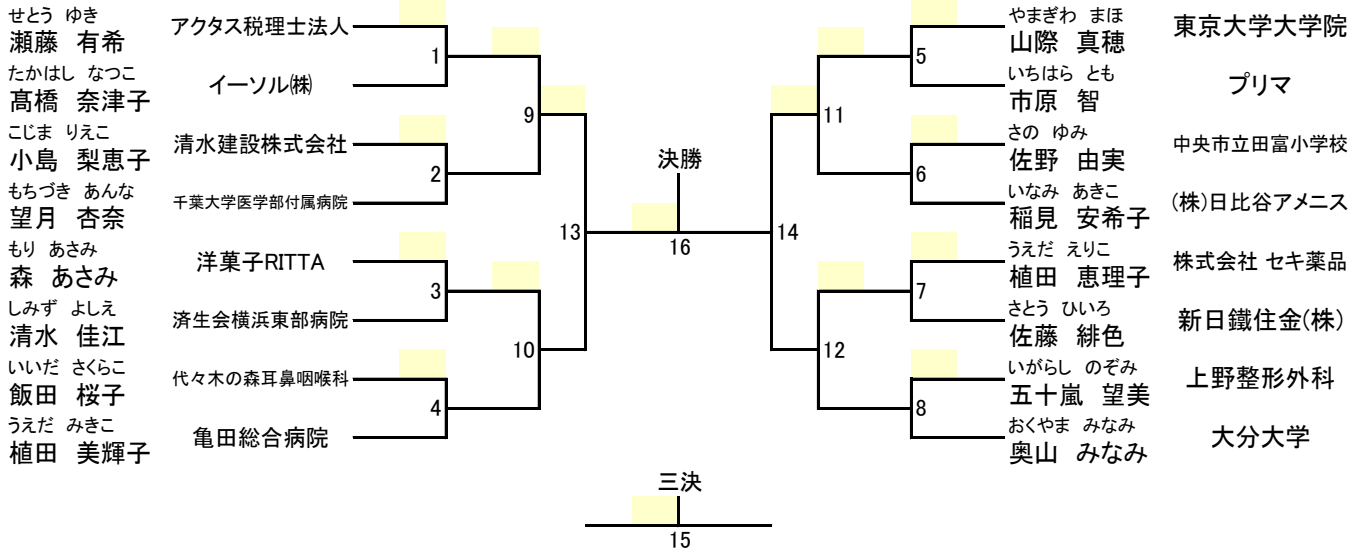 せとう ゆき
瀬藤 有希 アクタス税理士法人
1
たかはし なつこ
髙橋 奈津子 イーソル㈱
9
こじま りえこ
小島 梨恵子 清水建設株式会社
2
もちづき あんな
望月 杏奈 千葉大学医学部付属病院
13
もり あさみ
森 あさみ 洋菓子RITTA
3
しみず よしえ
清水 佳江 済生会横浜東部病院
10
いいだ さくらこ
飯田 桜子 代々木の森耳鼻咽喉科
4
うえだ みきこ
植田 美輝子 亀田総合病院
決勝
16
やまぎわ まほ
山際 真穂 東京大学大学院
5
いちはら とも
市原 智 プリマ
11
さの ゆみ
佐野 由実 中央市立田富小学校
6
いなみ あきこ
稲見 安希子 (株)日比谷アメニス
14
うえだ えりこ
植田 恵理子 株式会社 セキ薬品
7
さとう ひいろ
佐藤 緋色 新日鐵住金(株)
12
いがらし のぞみ
五十嵐 望美 上野整形外科
8
おくやま みなみ
奥山 みなみ 大分大学
三決
15